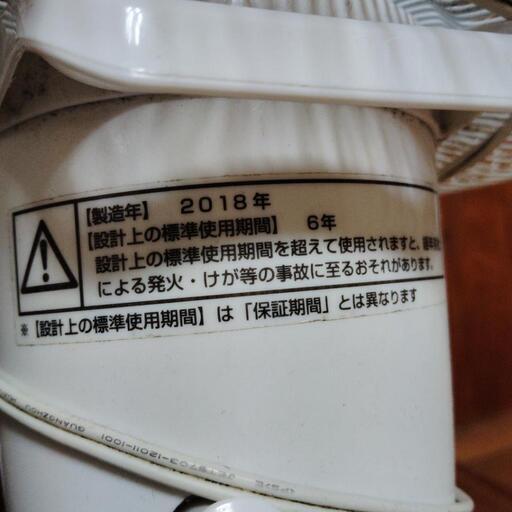 【製造年】 2018年
【設計上の標準使用期間】 6年
設計上の標準使用期間を超えて使用されますと、
による発火・けが等の事故に至るおそれがあります。
※【設計上の標準使用期間】は「保証期間」とは異なります